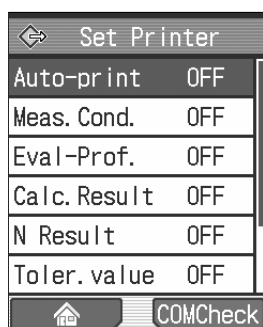 Set Printer
Auto-print OFF
Meas. Cond. OFF
Eval-Prof. OFF
Calc. Result OFF
N Result OFF
Toler. value OFF
COMCheck